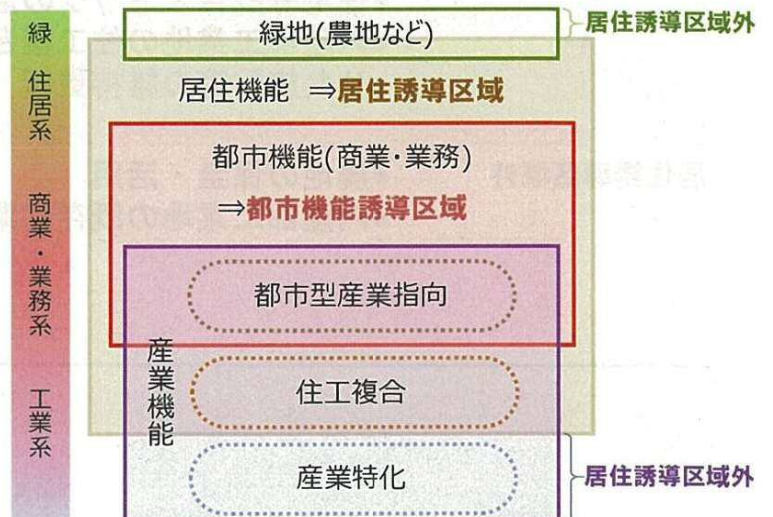 緑
住居系
商業・業務系
工業系
緑地(農地など)
居住誘導区域外
居住機能 ⇒居住誘導区域
都市機能(商業・業務)
⇒都市機能誘導区域
都市型産業指向
産業機能
住工複合
産業特化
居住誘導区域外